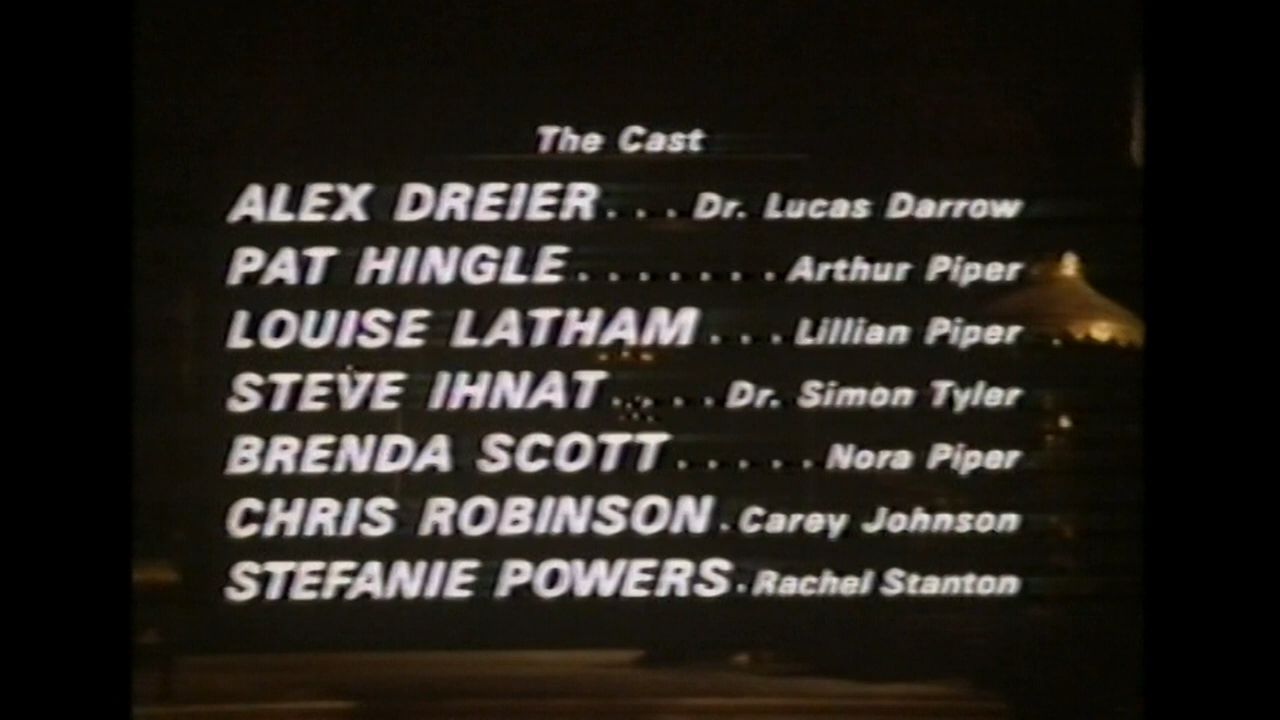 The Cast
ALEX DREIER. . . Dr. Lucas Darrow
PAT HINGLE. . . . . . . Arthur Piper
LOUISE LATHAM . . . Lillian Piper
STEVE IHNAT. . . . Dr. Simon Tyler
BRENDA SCOTT. . . . . Nora Piper
CHRIS ROBINSON . Carey Johnson
STEFANIE POWERS . Rachel Stanton